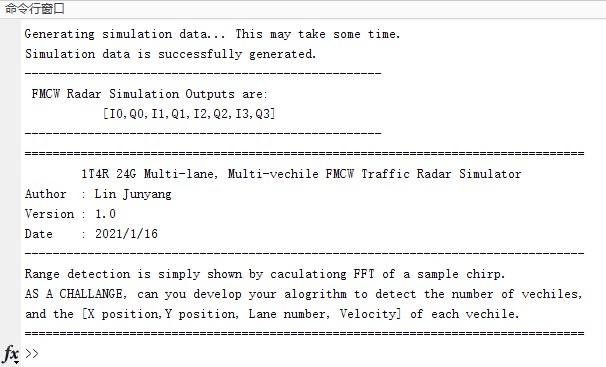 命令行窗口
Generating simulation data... This may take some time.
Simulation data is successfully generated.
---------------------------------------------------
FMCW Radar Simulation Outputs are:
[I0,Q0,I1,Q1,I2,Q2,I3,Q3]
---------------------------------------------------
================================================================================
1T4R 24G Multi-lane, Multi-vechile FMCW Traffic Radar Simulator
Author : Lin Junyang
Version : 1.0
Date : 2021/1/16
--------------------------------------------------------------------------------
Range detection is simply shown by caculationg FFT of a sample chirp.
AS A CHALLANGE, can you develop your alogrithm to detect the number of vechiles,
and the [X position,Y position, Lane number, Velocity] of each vechile.
================================================================================
fx >>